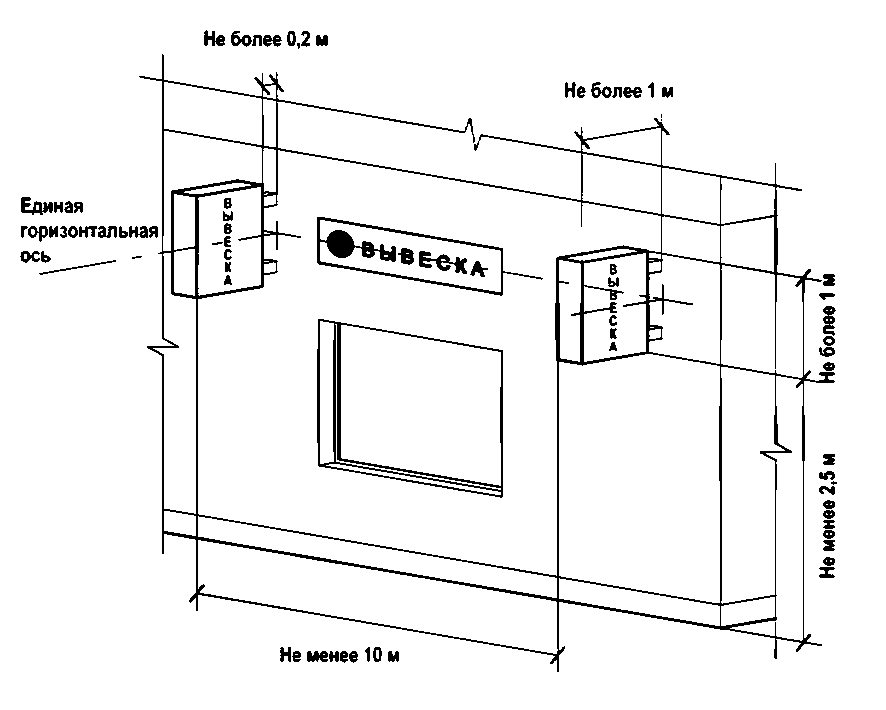 Не более 0,2 м
Не более 1 м
Единая
горизонтальная
ось
ВЫВЕСКА
ВЫВЕСКА
ВЫВЕСКА
Не более 1 м
Не менее 2,5 м
Не менее 10 м